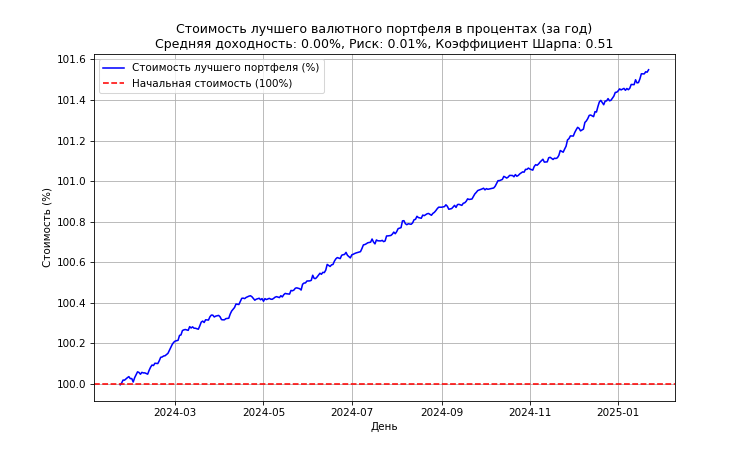 Стоимость лучшего валютного портфеля в процентах (за год)
Средняя доходность: 0.00%, Риск: 0.01%, Коэффициент Шарпа: 0.51
Стоимость лучшего портфеля (%)
Начальная стоимость (100%)
Стоимость (%)
101.6
101.4
101.2
101.0
100.8
100.6
100.4
100.2
100.0
2024-03
2024-05
2024-07
2024-09
2024-11
2025-01
День